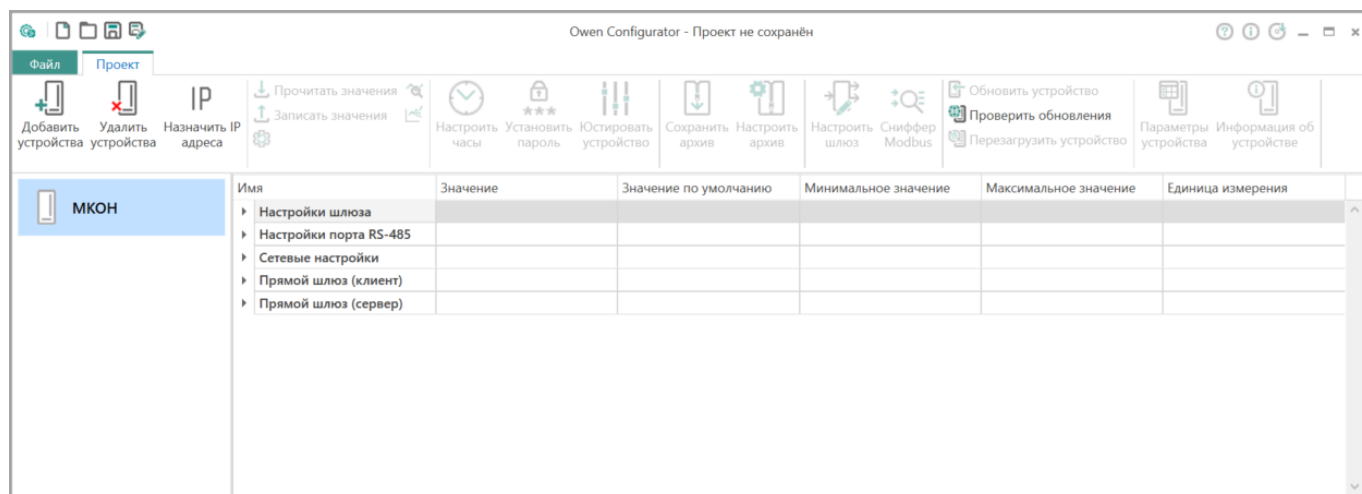 Owen Configurator - Проект не сохранён
Файл
Проект
Добавить устройства
Удалить устройства
Назначить IP адреса
IP
Прочитать значения
Записать значения
Настроить часы
Установить пароль
Юстировать устройство
Сохранить архив
Настроить архив
Настроить шлюз
Сниффер Modbus
Обновить устройство
Проверить обновления
Перезагрузить устройство
Параметры устройства
Информация об устройстве
МКОН
Имя
Значение
Значение по умолчанию
Минимальное значение
Максимальное значение
Единица измерения
Настройки шлюза
Настройки порта RS-485
Сетевые настройки
Прямой шлюз (клиент)
Прямой шлюз (сервер)